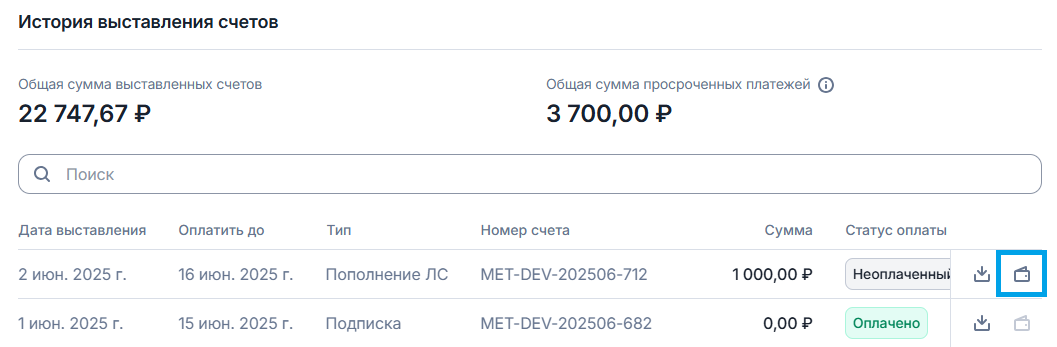 История выставления счетов
Общая сумма выставленных счетов Общая сумма просроченных платежей
22 747,67 ₽ 3 700,00 ₽
Поиск
Дата выставления Оплатить до Тип Номер счета Сумма Статус оплаты
2 июн. 2025 г. 16 июн. 2025 г. Пополнение ЛС MET-DEV-202506-712 1 000,00 ₽ Неоплаченный
1 июн. 2025 г. 15 июн. 2025 г. Подписка MET-DEV-202506-682 0,00 ₽ Оплачено